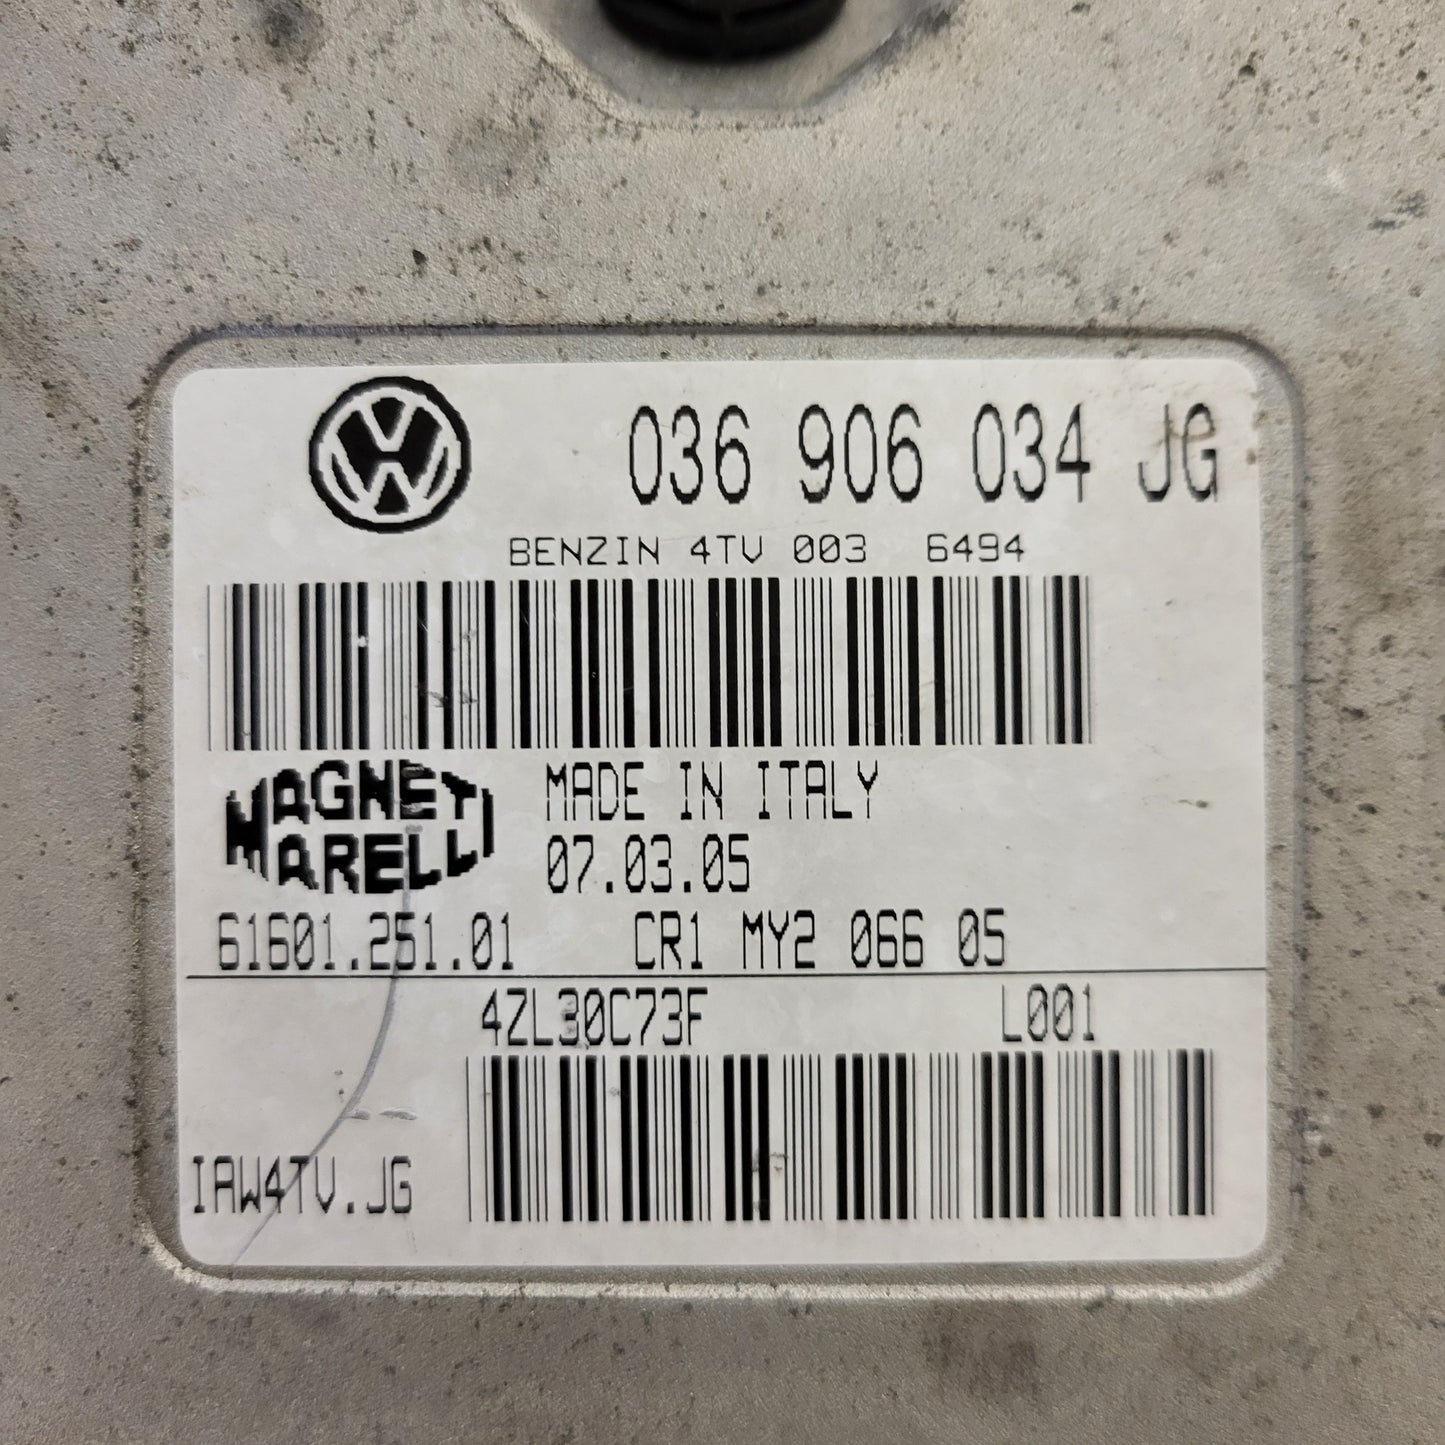 036 906 034 JG
BENZIN 4TV 003 6494
MAGNETI MADE IN ITALY
MARELLI 07.03.05
61601.251.01 CR1 MY2 066 05
4ZL30C73F L001
IAW4TV.JG